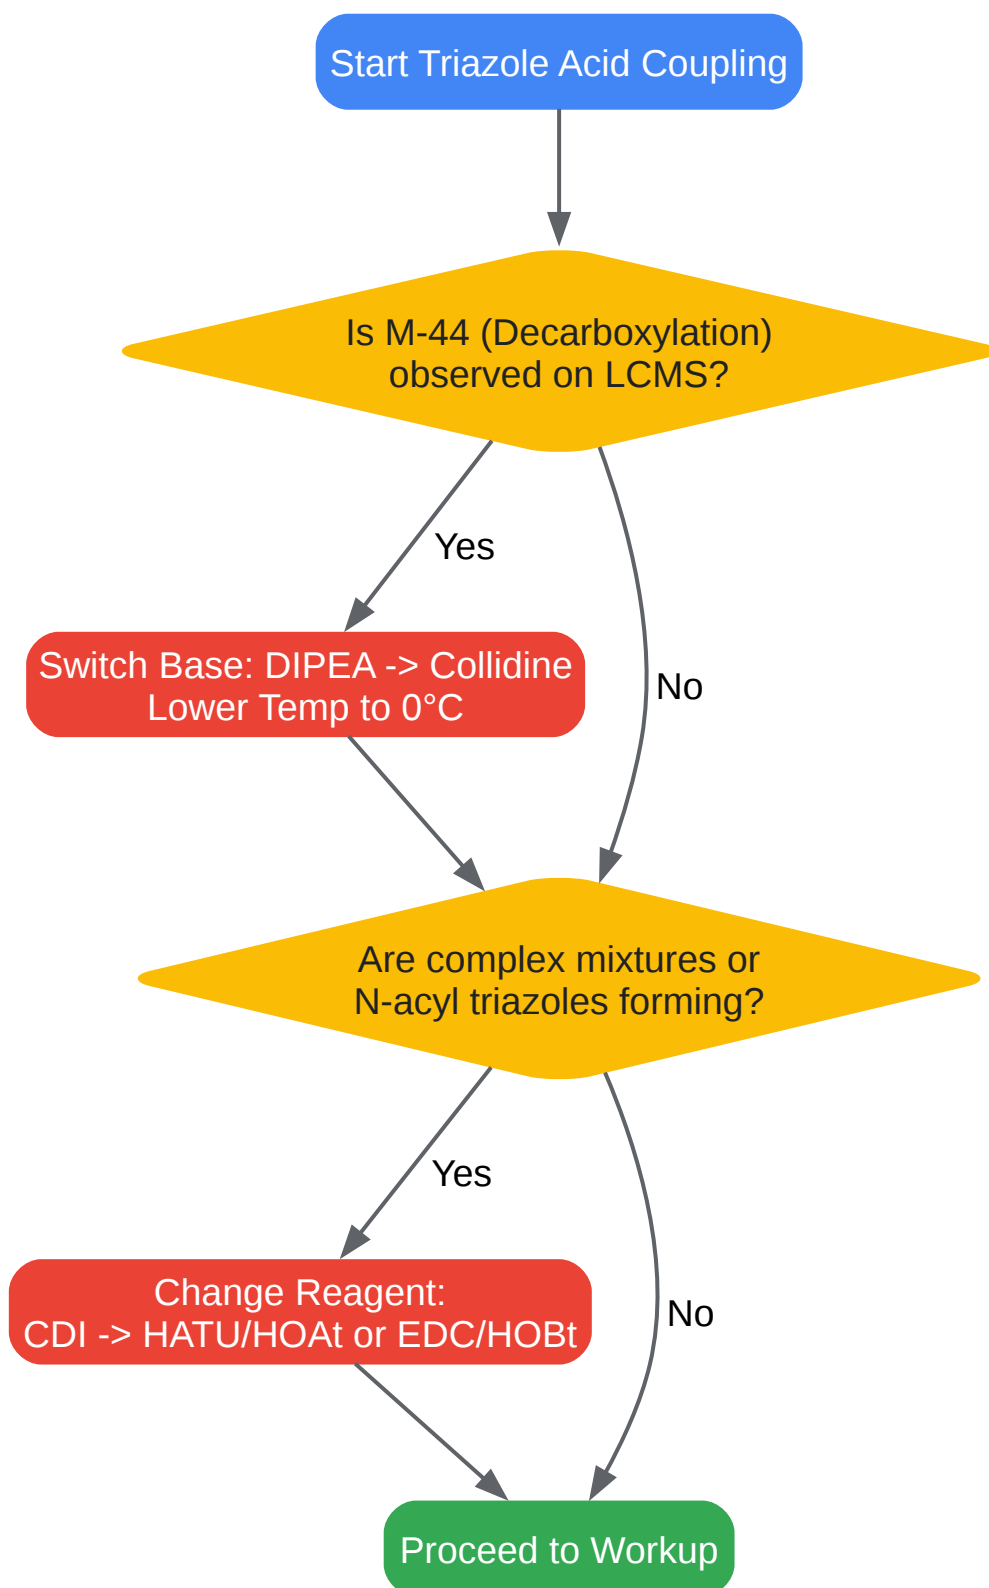 Start Triazole Acid Coupling
Is M-44 (Decarboxylation)
observed on LCMS?
Yes
No
Switch Base: DIPEA -> Collidine
Lower Temp to 0°C
Are complex mixtures or
N-acyl triazoles forming?
Yes
No
Change Reagent:
CDI -> HATU/HOAt or EDC/HOBt
Proceed to Workup